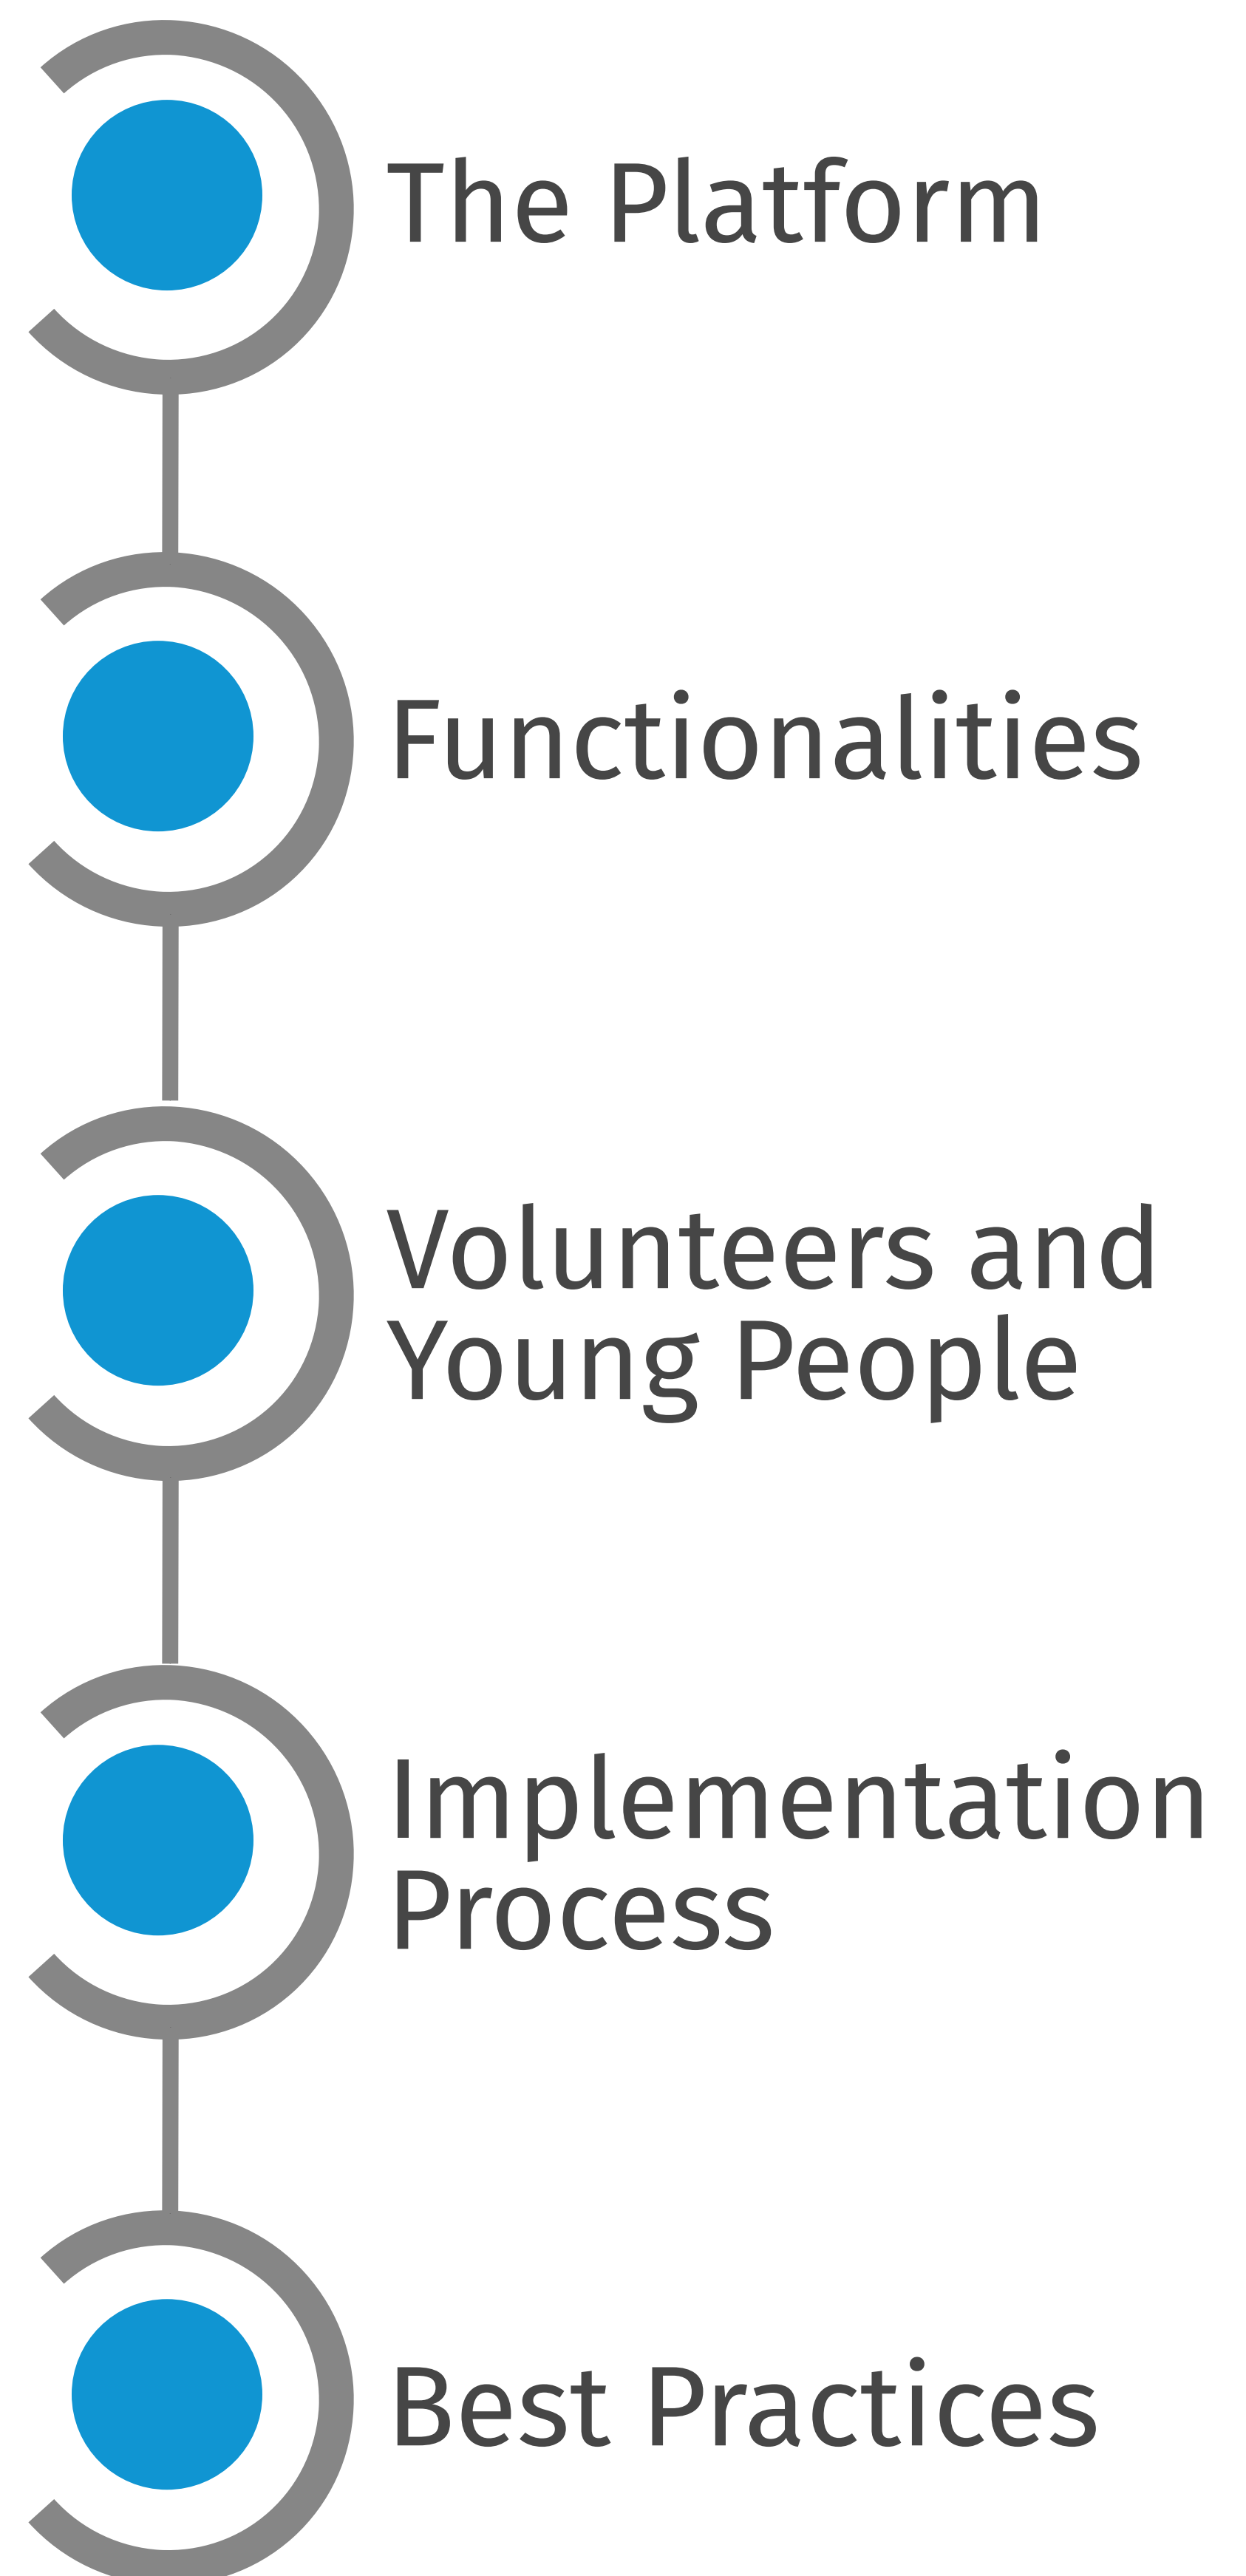 The Platform
Functionalities
Volunteers and
Young People
Implementation
Process
Best Practices